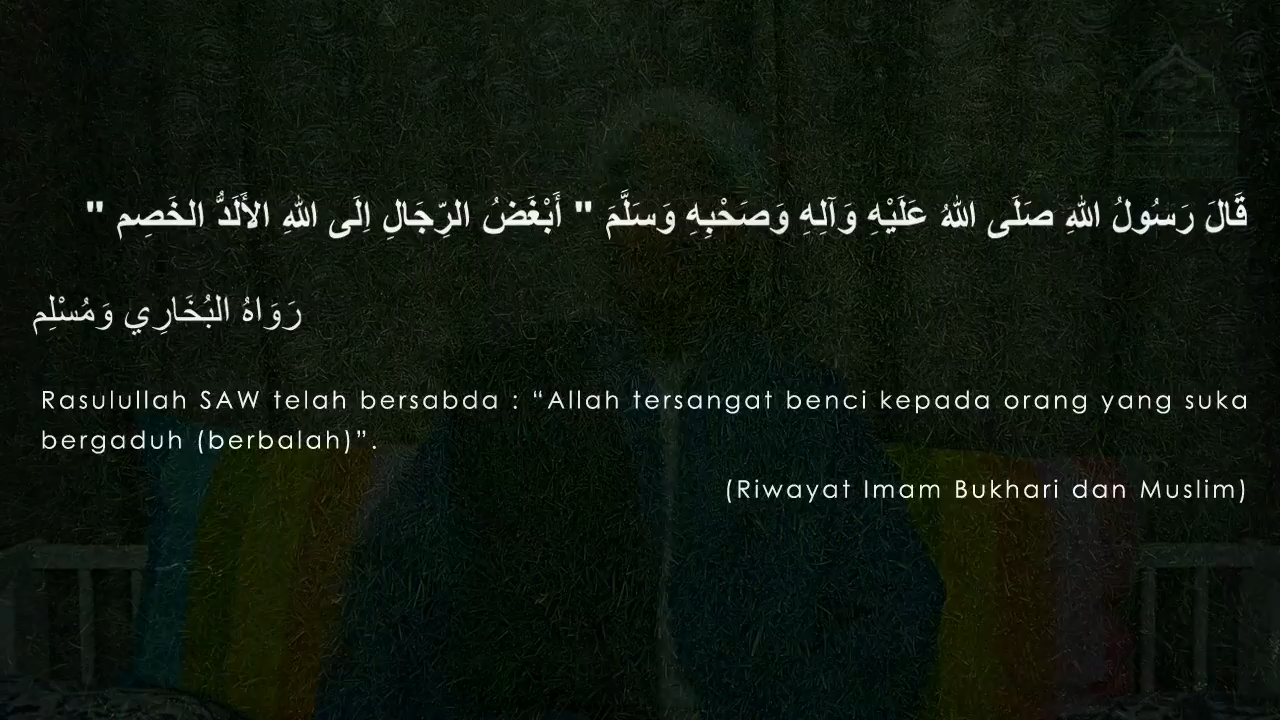 قَالَ رَسُولُ اللهِ صَلَى اللهُ عَلَيْهِ وَآلِهِ وَصَحْبِهِ وَسَلَّمَ " أَبْغَضُ الرِّجَالِ اِلَى اللهِ الأَلَدُّ الخَصِم "
رَوَاهُ البُخَارِي وَمُسْلِم
Rasulullah SAW telah bersabda : “Allah tersangat benci kepada orang yang suka
bergaduh (berbalah)”.
(Riwayat Imam Bukhari dan Muslim)